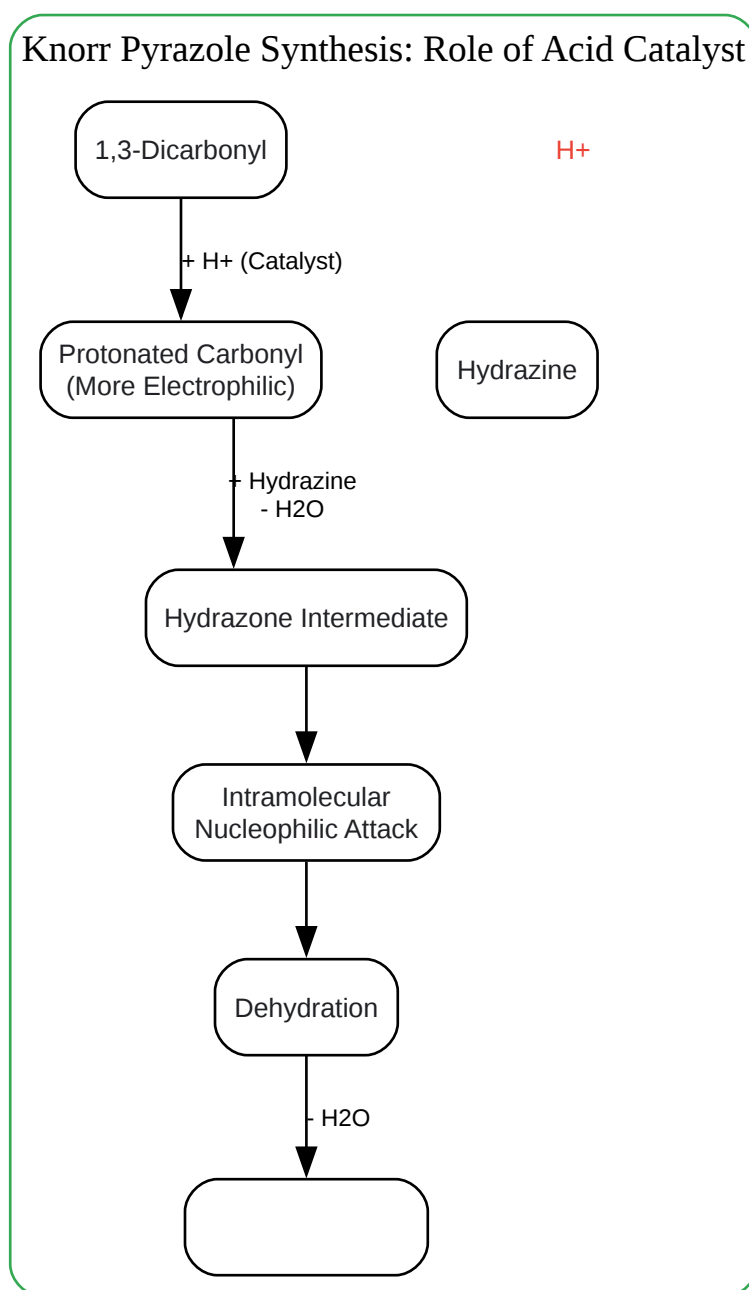 Knorr Pyrazole Synthesis: Role of Acid Catalyst
1,3-Dicarbonyl
H+
+ H+ (Catalyst)
Protonated Carbonyl
(More Electrophilic)
Hydrazine
+ Hydrazine
- H2O
Hydrazone Intermediate
Intramolecular
Nucleophilic Attack
Dehydration
- H2O